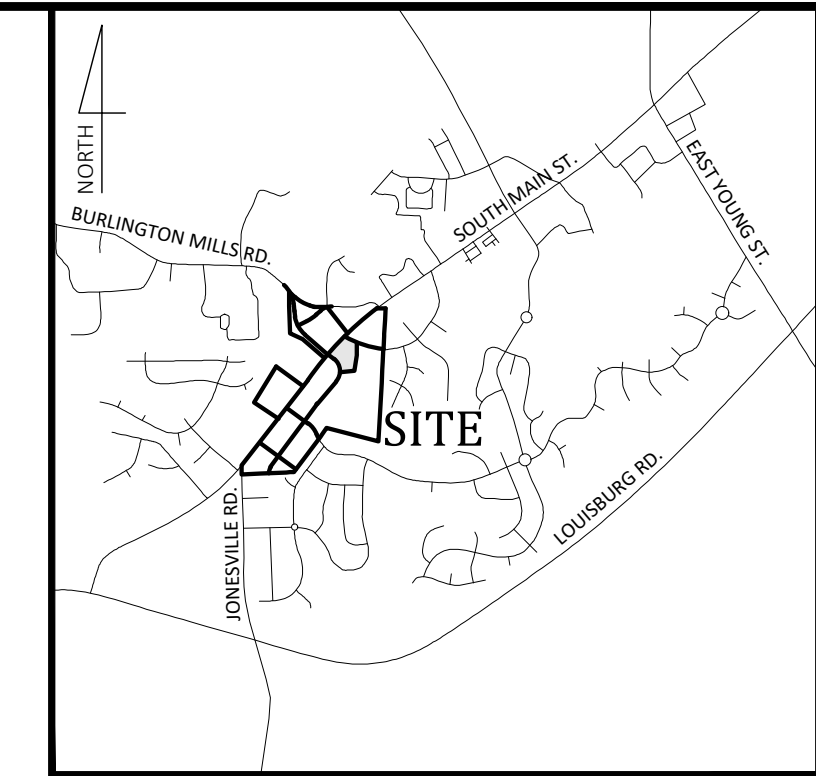 NORTH
BURLINGTON MILLS RD.
SOUTH MAIN ST.
EAST YOUNG ST.
SITE
LOUISBURG RD.
JONESVILLE RD.